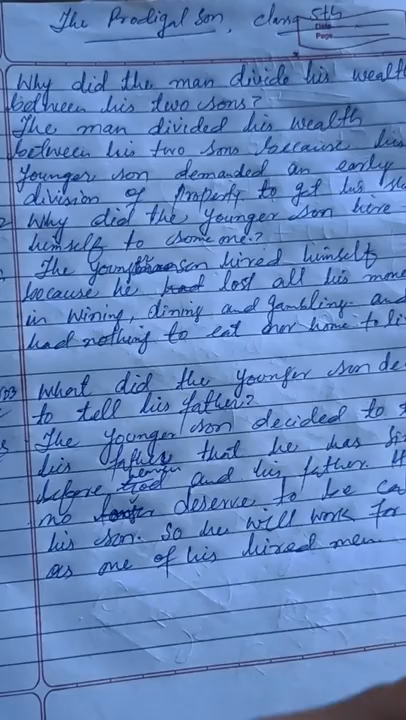 The Prodigal Son, class 5th
Date
Page
Why did the man divide his wealth
between his two sons?
The man divided his wealth
between his two sons because his
younger son demanded an early
division of property to get his
Why did the younger son hire
himself to someone?
The younger son hired himself
because he had lost all his
in wining, dining and gambling and
had nothing to eat nor home to
What did the younger son
to tell his father?
The younger son decided to
his father that he has
before heaven and his father.
no longer deserve to be
his son. So he will work for
as one of his hired men.